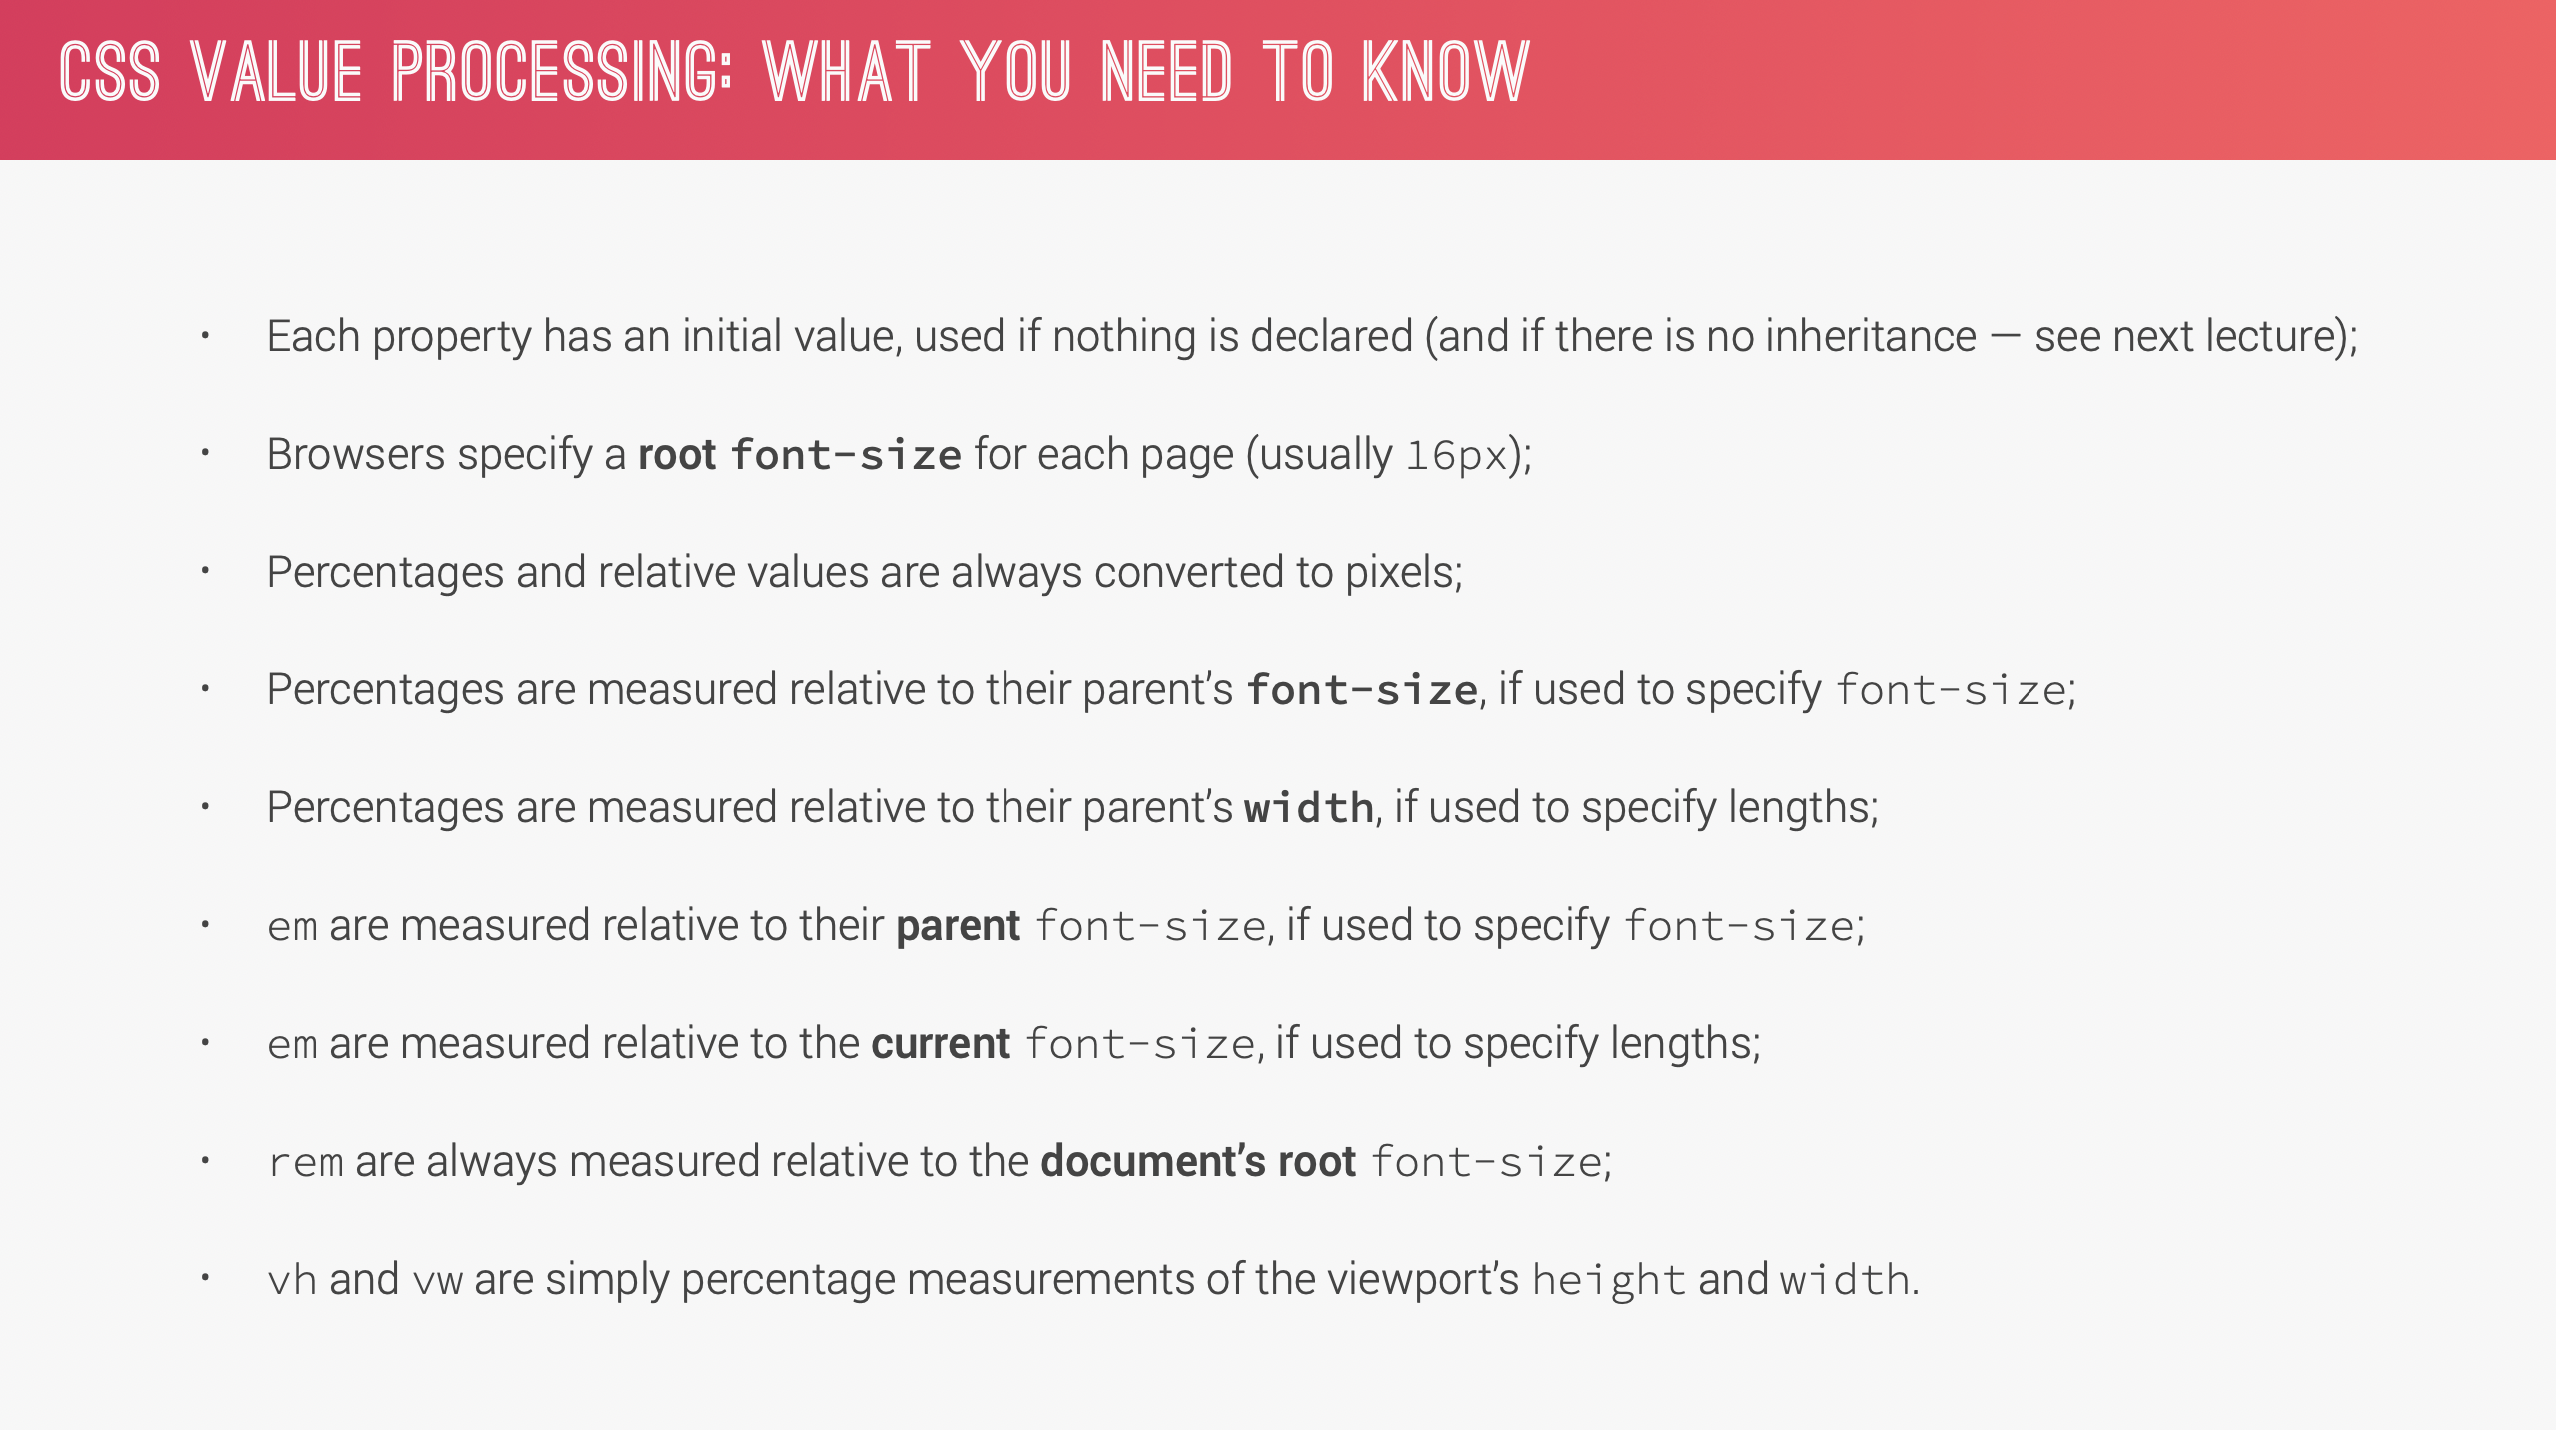 CSS VALUE PROCESSING: WHAT YOU NEED TO KNOW
• Each property has an initial value, used if nothing is declared (and if there is no inheritance — see next lecture);
• Browsers specify a root font-size for each page (usually 16px);
• Percentages and relative values are always converted to pixels;
• Percentages are measured relative to their parent’s font-size, if used to specify font-size;
• Percentages are measured relative to their parent’s width, if used to specify lengths;
• em are measured relative to their parent font-size, if used to specify font-size;
• em are measured relative to the current font-size, if used to specify lengths;
• rem are always measured relative to the document’s root font-size;
• vh and vw are simply percentage measurements of the viewport’s height and width.